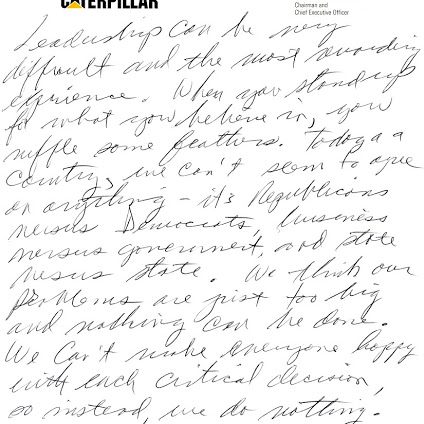 CATERPILLAR
Chairman and
Chief Executive Officer
Leadership can be very
difficult and the most rewarding
experience. When you stand up
for what you believe in, you
ruffle some feathers. Today as a
country, we can't seem to agree
on anything - it's Republicans
versus Democrats, business
versus government, and state
versus state. We think our
problems are just too big
and nothing can be done.
We can't make everyone happy
with each critical decision,
so instead, we do nothing.